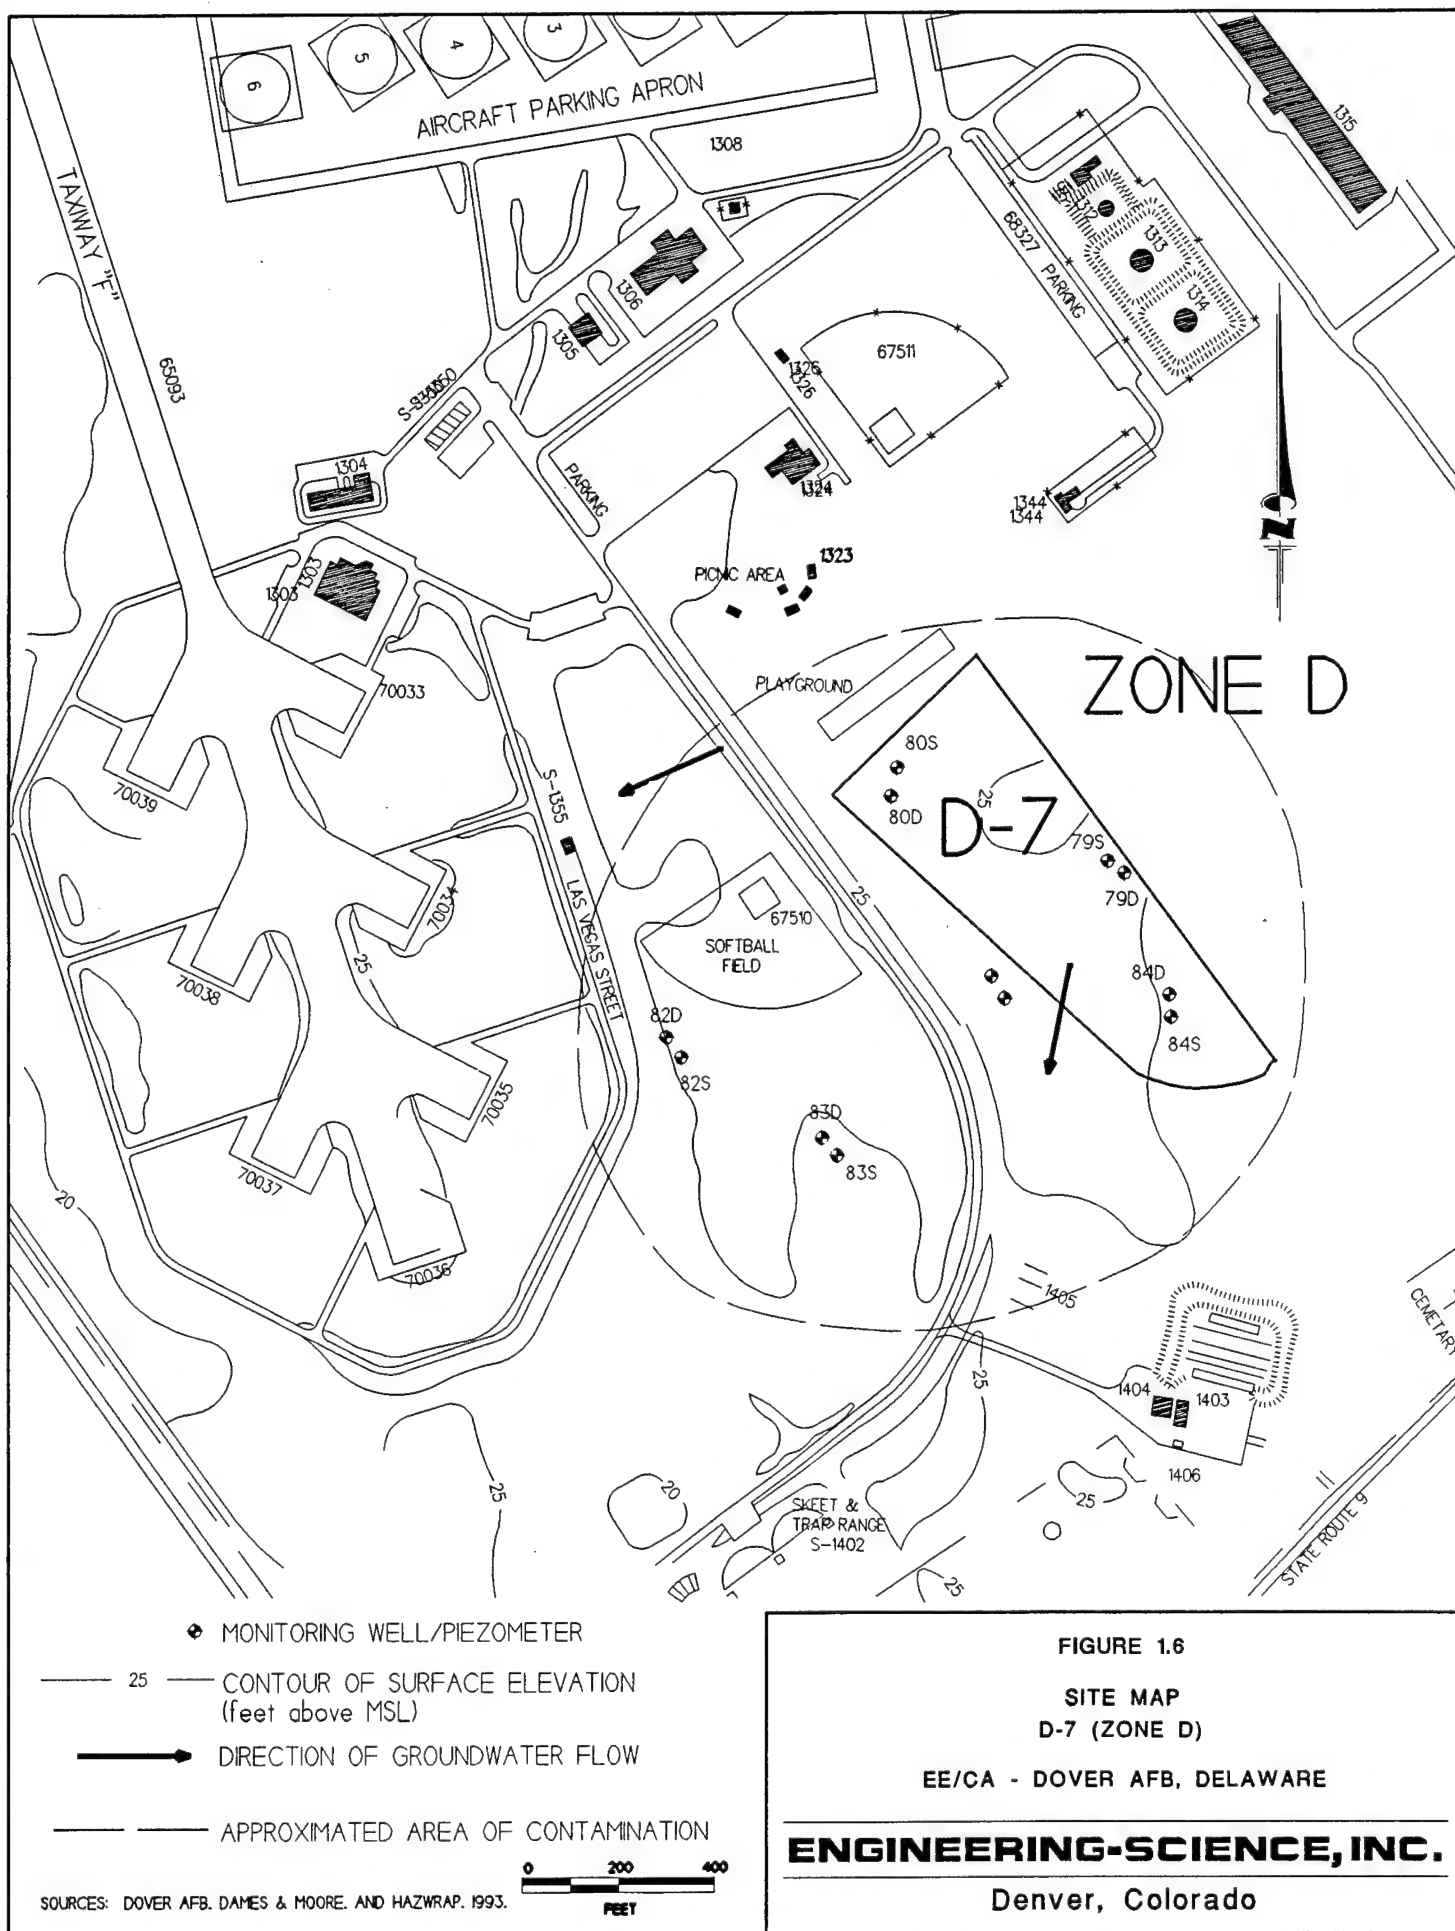 6
5
4
3
AIRCRAFT PARKING APRON
1308
1315
TAXIWAY "F"
65093
1306
1305
68327 PARKING
1312
1313
1314
67511
1326
1326
S-1360
1304
PARKING
1324
1324
1344
1344
N
1303
1303
PICNIC AREA
1323
ZONE D
70033
PLAYGROUND
80S
80D
D-7
25
79S
79D
70039
S-1355
LAS VEGAS STREET
70034
25
67510
SOFTBALL
FIELD
25
84D
84S
70038
82D
82S
83D
83S
70035
70037
20
70036
1405
CEMETARY
25
1404
1403
1406
25
20
25
SKEET &
TRAP RANGE
S-1402
25
STATE ROUTE 9
MONITORING WELL/PIEZOMETER
25 CONTOUR OF SURFACE ELEVATION
(feet above MSL)
DIRECTION OF GROUNDWATER FLOW
APPROXIMATED AREA OF CONTAMINATION
0 200 400
FEET
SOURCES: DOVER AFB. DAMES & MOORE. AND HAZWRAP. 1993.
FIGURE 1.6
SITE MAP
D-7 (ZONE D)
EE/CA - DOVER AFB, DELAWARE
ENGINEERING-SCIENCE, INC.
Denver, Colorado